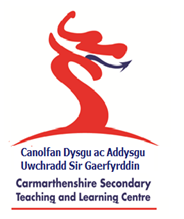 Canolfan Dysgu ac Addysgu
Uwchradd Sir Gaerfyrddin
Carmarthenshire Secondary
Teaching and Learning Centre